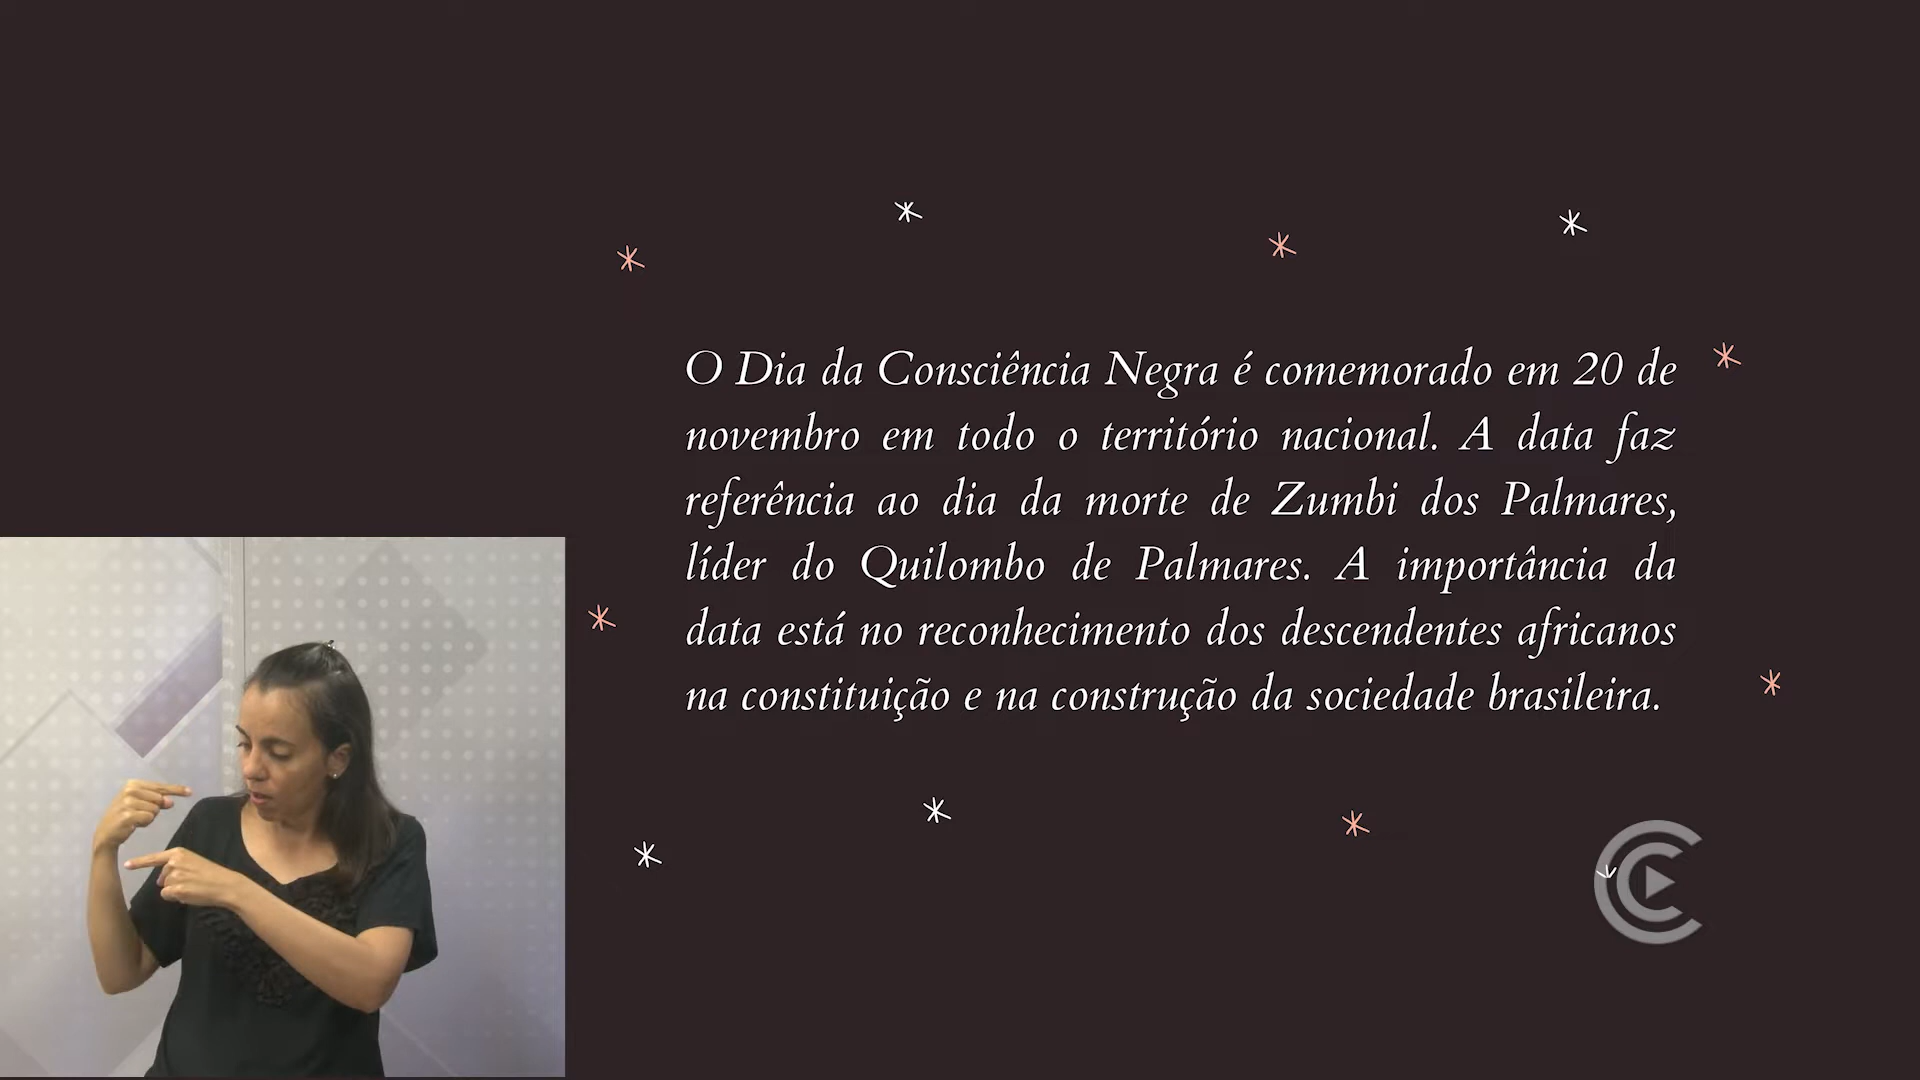 O Dia da Consciência Negra é comemorado em 20 de
novembro em todo o território nacional. A data faz
referência ao dia da morte de Zumbi dos Palmares,
líder do Quilombo de Palmares. A importância da
data está no reconhecimento dos descendentes africanos
na constituição e na construção da sociedade brasileira.